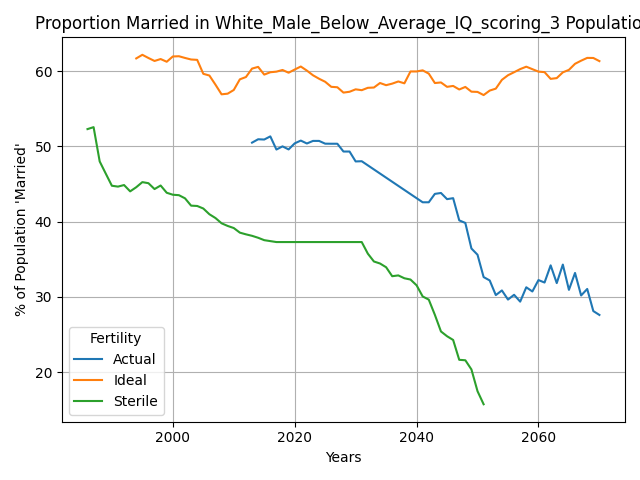 Proportion Married in White_Male_Below_Average_IQ_scoring_3 Populatio
% of Population 'Married'
60
50
40
30
20
Fertility
Actual
Ideal
Sterile
2000 2020 2040 2060
Years